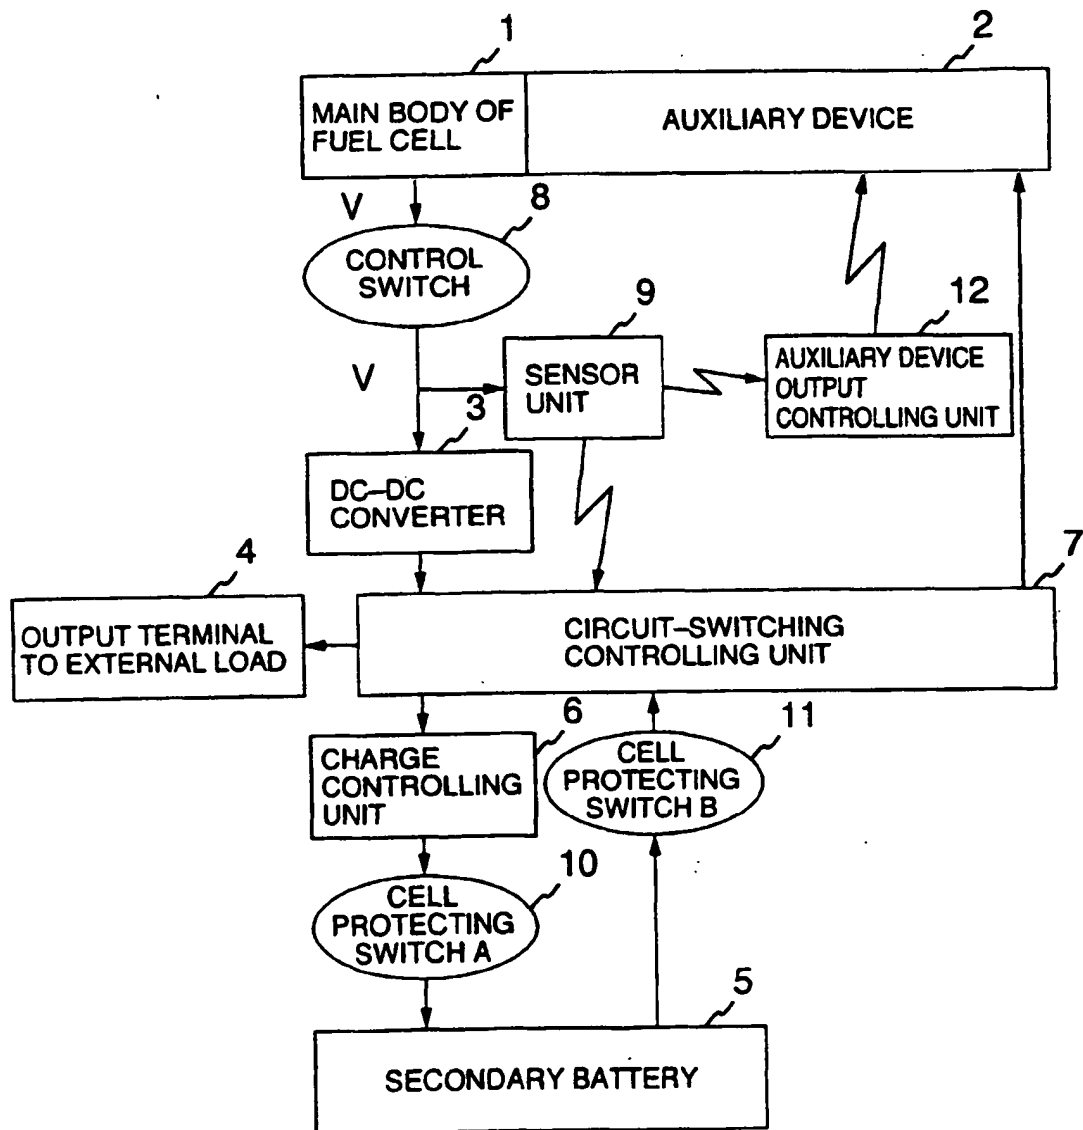 1
2
MAIN BODY OF
FUEL CELL
AUXILIARY DEVICE
V
8
CONTROL
SWITCH
9
12
V
SENSOR
UNIT
AUXILIARY DEVICE
OUTPUT
CONTROLLING UNIT
3
DC–DC
CONVERTER
4
7
OUTPUT TERMINAL
TO EXTERNAL LOAD
CIRCUIT–SWITCHING
CONTROLLING UNIT
6
11
CHARGE
CONTROLLING
UNIT
CELL
PROTECTING
SWITCH B
10
CELL
PROTECTING
SWITCH A
5
SECONDARY BATTERY